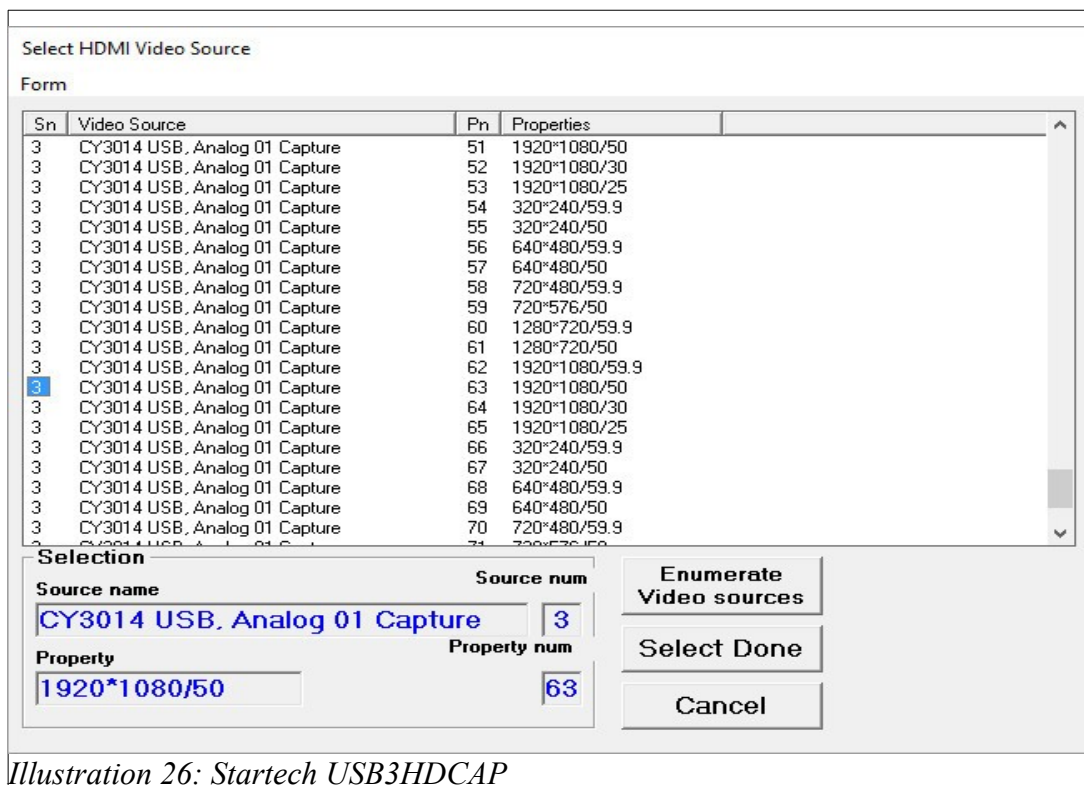 Select HDMI Video Source
Form
Sn Video Source Pn Properties
3 CY3014 USB, Analog 01 Capture 51 1920*1080/50
3 CY3014 USB, Analog 01 Capture 52 1920*1080/30
3 CY3014 USB, Analog 01 Capture 53 1920*1080/25
3 CY3014 USB, Analog 01 Capture 54 320*240/59.9
3 CY3014 USB, Analog 01 Capture 55 320*240/50
3 CY3014 USB, Analog 01 Capture 56 640*480/59.9
3 CY3014 USB, Analog 01 Capture 57 640*480/50
3 CY3014 USB, Analog 01 Capture 58 720*480/59.9
3 CY3014 USB, Analog 01 Capture 59 720*576/50
3 CY3014 USB, Analog 01 Capture 60 1280*720/59.9
3 CY3014 USB, Analog 01 Capture 61 1280*720/50
3 CY3014 USB, Analog 01 Capture 62 1920*1080/59.9
3 CY3014 USB, Analog 01 Capture 63 1920*1080/50
3 CY3014 USB, Analog 01 Capture 64 1920*1080/30
3 CY3014 USB, Analog 01 Capture 65 1920*1080/25
3 CY3014 USB, Analog 01 Capture 66 320*240/59.9
3 CY3014 USB, Analog 01 Capture 67 320*240/50
3 CY3014 USB, Analog 01 Capture 68 640*480/59.9
3 CY3014 USB, Analog 01 Capture 69 640*480/50
3 CY3014 USB, Analog 01 Capture 70 720*480/59.9
Selection
Source name Source num
CY3014 USB, Analog 01 Capture 3
Property Property num
1920*1080/50 63
Enumerate
Video sources
Select Done
Cancel
Illustration 26: Startech USB3HDCAP